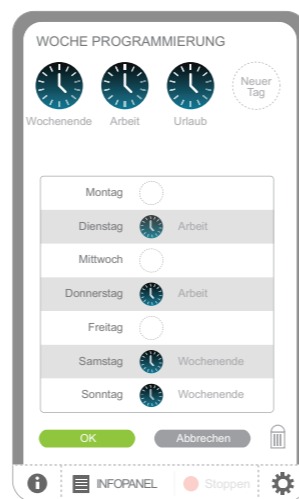 WOCHE PROGRAMMIERUNG
Neuer
Tag
Wochenende Arbeit Urlaub
Montag
Dienstag Arbeit
Mittwoch
Donnerstag Arbeit
Freitag
Samstag Wochenende
Sonntag Wochenende
OK Abbrechen
i INFOPANEL Stoppen